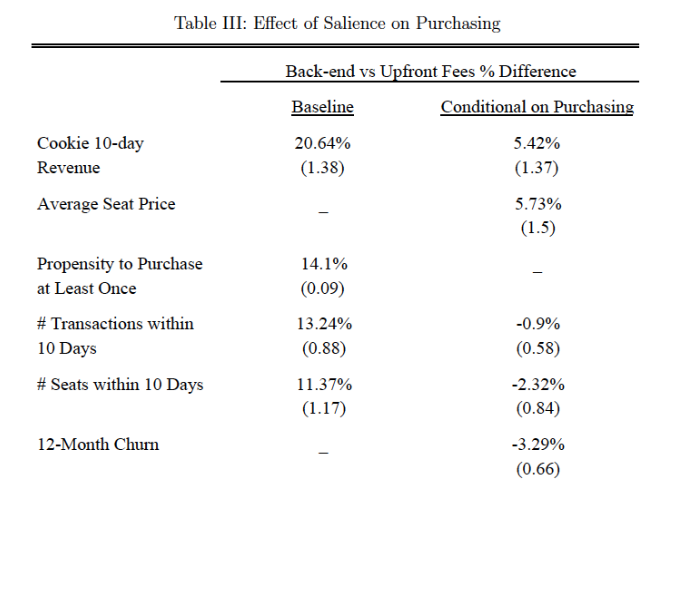 Table III: Effect of Salience on Purchasing
Back-end vs Upfront Fees % Difference
Baseline Conditional on Purchasing
Cookie 10-day 20.64% 5.42%
Revenue (1.38) (1.37)
Average Seat Price – 5.73%
(1.5)
Propensity to Purchase 14.1% –
at Least Once (0.09)
# Transactions within 13.24% -0.9%
10 Days (0.88) (0.58)
# Seats within 10 Days 11.37% -2.32%
(1.17) (0.84)
12-Month Churn – -3.29%
(0.66)